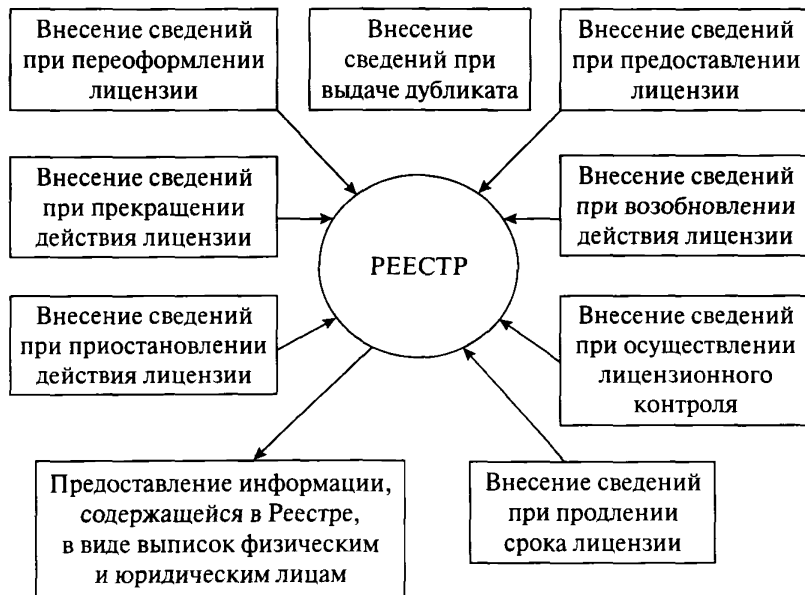 Внесение сведений
при переоформлении
лицензии
Внесение
сведений при
выдаче дубликата
Внесение сведений
при предоставлении
лицензии
Внесение сведений
при прекращении
действия лицензии
РЕЕСТР
Внесение сведений
при возобновлении
действия лицензии
Внесение сведений
при приостановлении
действия лицензии
Внесение сведений
при осуществлении
лицензионного
контроля
Предоставление информации,
содержащейся в Реестре,
в виде выписок физическим
и юридическим лицам
Внесение сведений
при продлении
срока лицензии